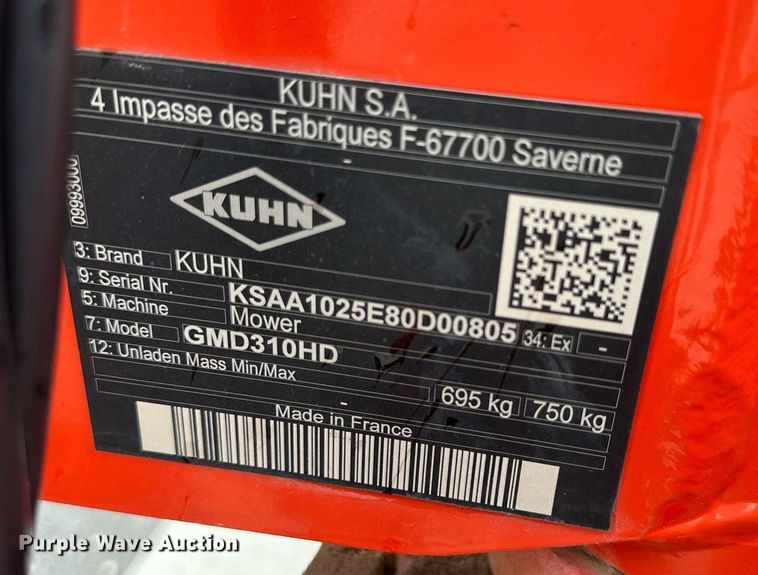 KUHN S.A.
4 Impasse des Fabriques F-67700 Saverne
-
09993000
KUHN
3: Brand KUHN
9: Serial Nr. KSAA1025E80D00805 34: Ex -
5: Machine Mower
7: Model GMD310HD
12: Unladen Mass Min/Max 695 kg 750 kg
-
Made in France
Purple Wave Auction